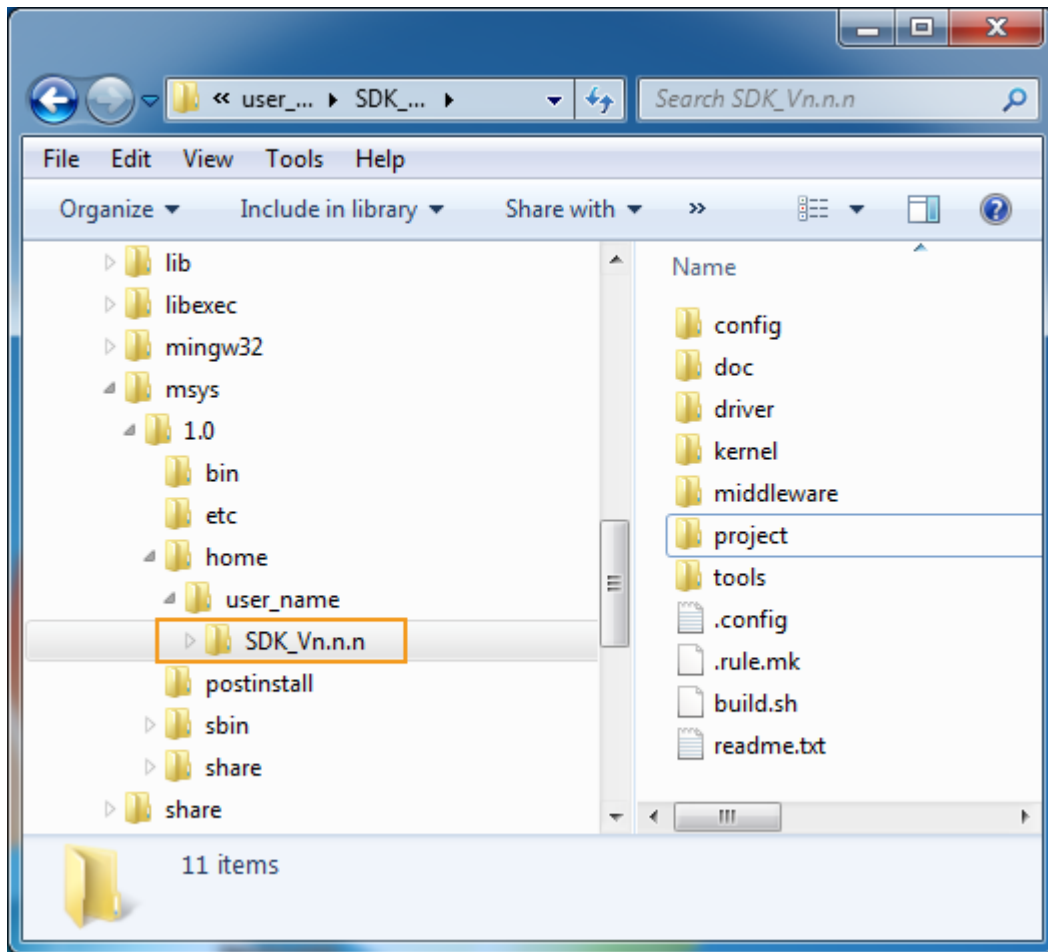 « user_... SDK_...
Search SDK_Vn.n.n
File Edit View Tools Help
Organize Include in library Share with »
lib
libexec
mingw32
msys
1.0
bin
etc
home
user_name
SDK_Vn.n.n
postinstall
sbin
share
share
Name
config
doc
driver
kernel
middleware
project
tools
.config
.rule.mk
build.sh
readme.txt
11 items